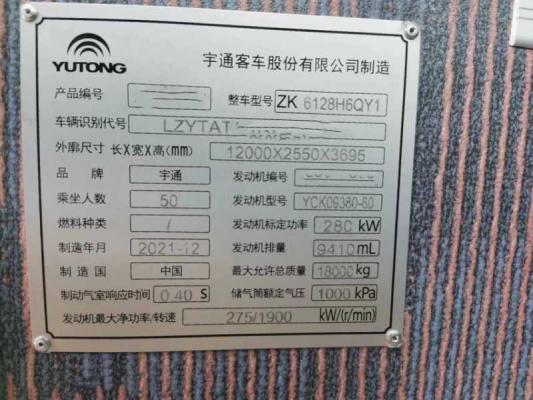 YUTONG
宇通客车股份有限公司制造
产品编号 整车型号 ZK 6128H6QY1
车辆识别代号 LZYTAT
外廓尺寸 长X宽X高(mm) 12000X2550X3695
品牌 宇通 发动机编号
乘坐人数 50 发动机型号 YCK09380-60
燃料种类 / 发动机标定功率 280 kW
制造年月 2021-12 发动机排量 9410 mL
制造国 中国 最大允许总质量 18000 kg
制动气室响应时间 0.40 S 储气筒额定气压 1000 kPa
发动机最大净功率/转速 275/1900 kW/(r/min)